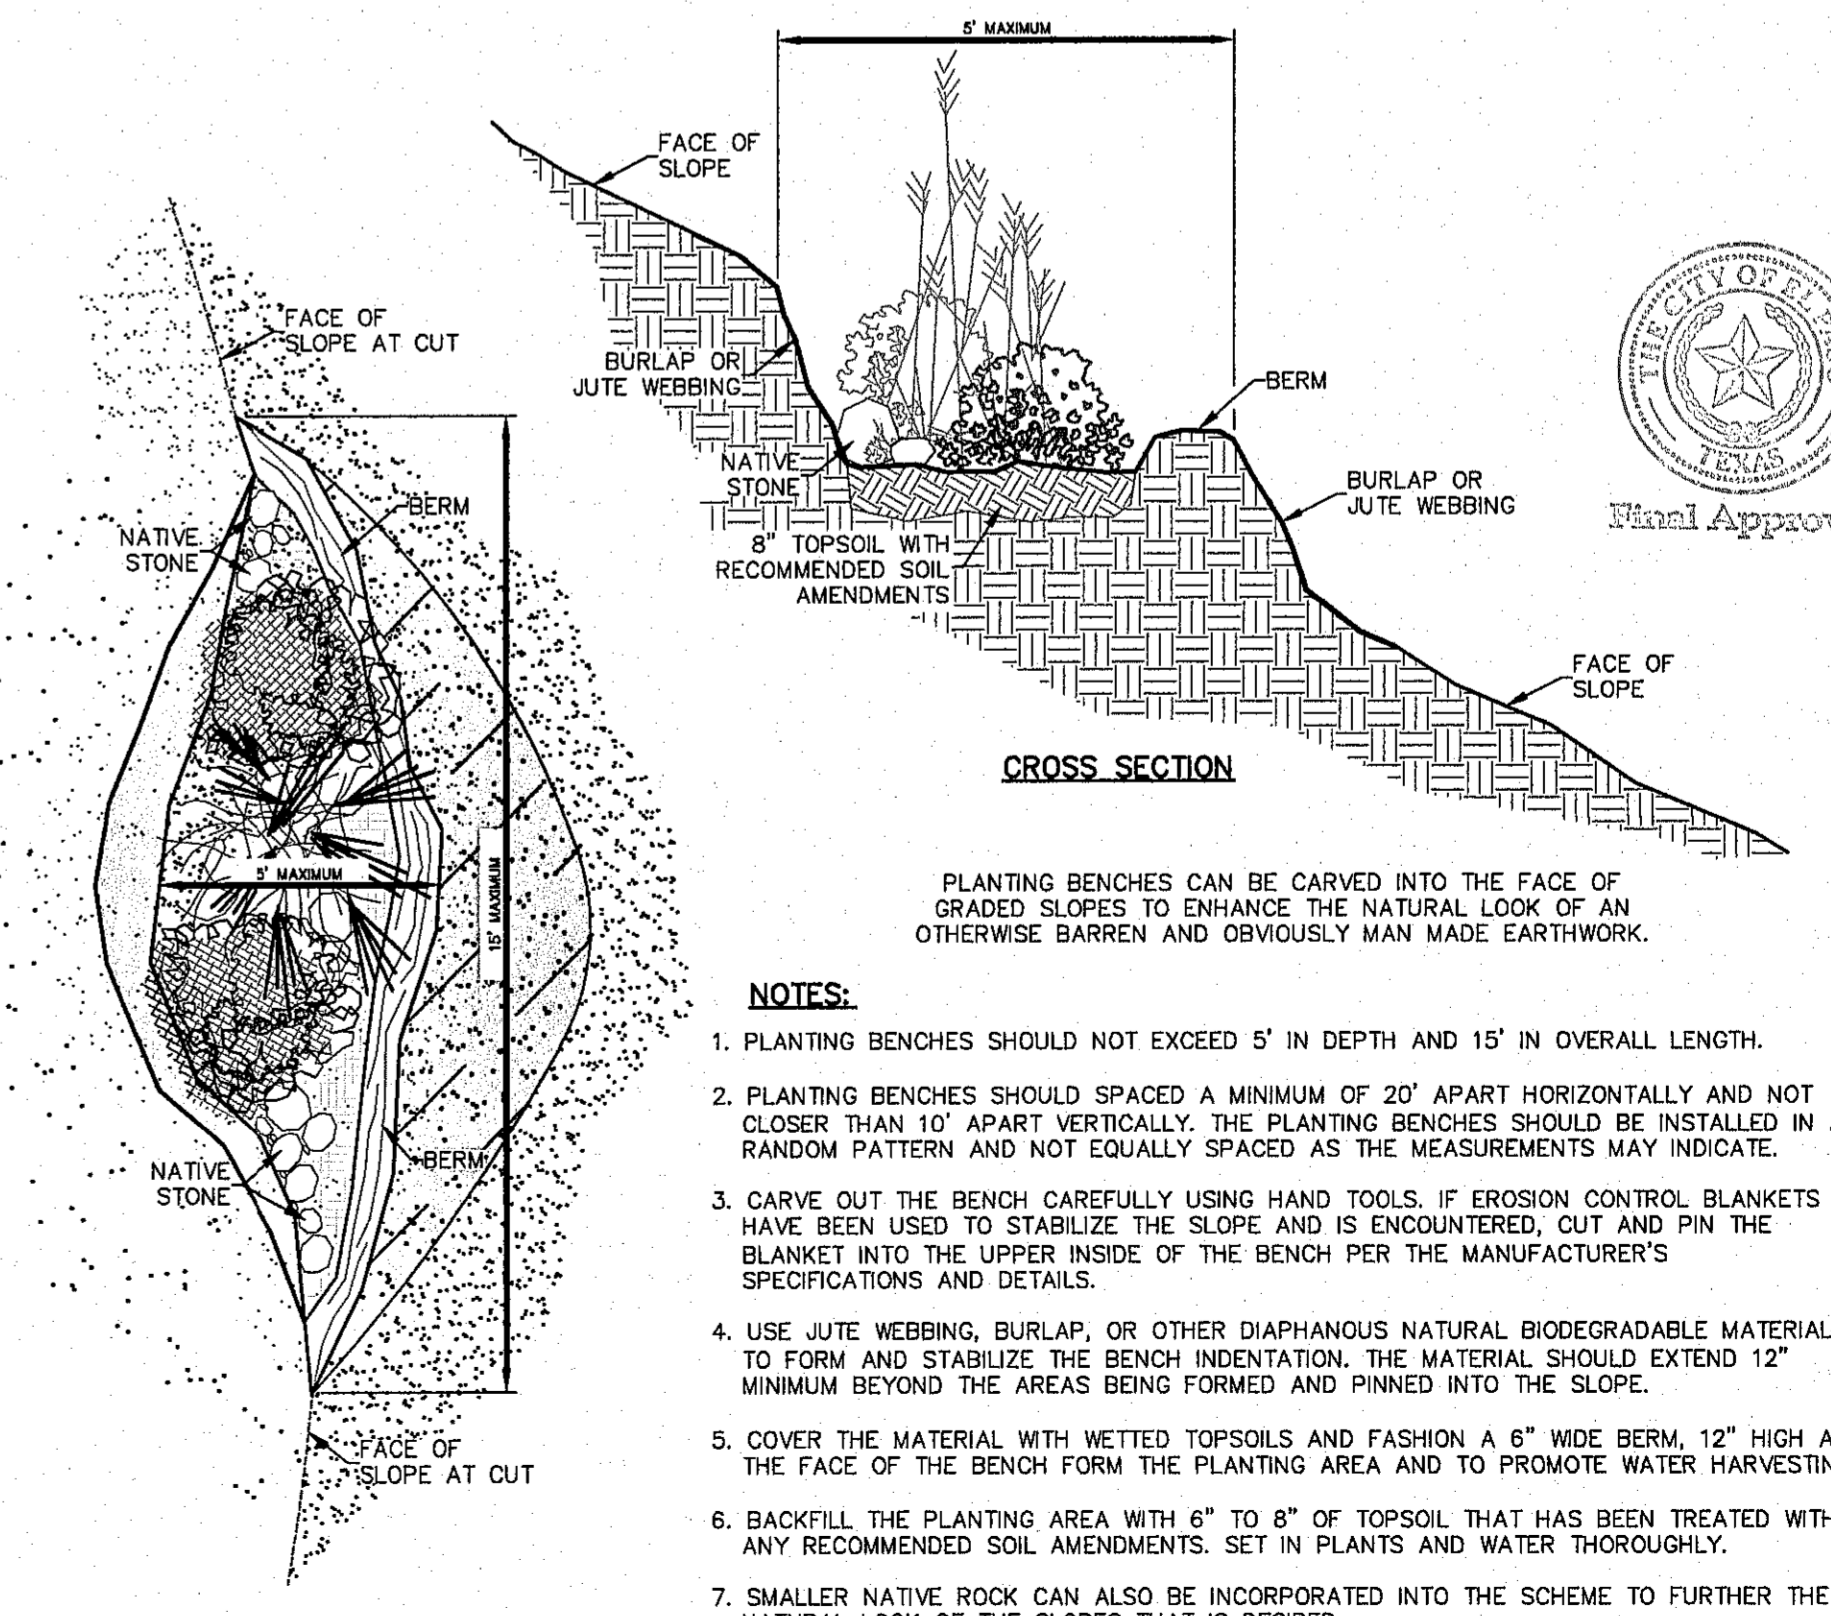 5' MAXIMUM
FACE OF
SLOPE
BURLAP OR
JUTE WEBBING
NATIVE
STONE
8" TOPSOIL WITH
RECOMMENDED SOIL
AMENDMENTS
BERM
BURLAP OR
JUTE WEBBING
FACE OF
SLOPE
CROSS SECTION
THE CITY OF EL
TEXAS
Final
FACE OF
SLOPE AT CUT
BERM
NATIVE
STONE
5' MAXIMUM
15' MAXIMUM
NATIVE
STONE
BERM
FACE OF
SLOPE AT CUT
PLANTING BENCHES CAN BE CARVED INTO THE FACE OF
GRADED SLOPES TO ENHANCE THE NATURAL LOOK OF AN
OTHERWISE BARREN AND OBVIOUSLY MAN MADE EARTHWORK.
NOTES:
1. PLANTING BENCHES SHOULD NOT EXCEED 5' IN DEPTH AND 15' IN OVERALL LENGTH.
2. PLANTING BENCHES SHOULD SPACED A MINIMUM OF 20' APART HORIZONTALLY AND NOT
CLOSER THAN 10' APART VERTICALLY. THE PLANTING BENCHES SHOULD BE INSTALLED IN
RANDOM PATTERN AND NOT EQUALLY SPACED AS THE MEASUREMENTS MAY INDICATE.
3. CARVE OUT THE BENCH CAREFULLY USING HAND TOOLS. IF EROSION CONTROL BLANKETS
HAVE BEEN USED TO STABILIZE THE SLOPE AND IS ENCOUNTERED, CUT AND PIN THE
BLANKET INTO THE UPPER INSIDE OF THE BENCH PER THE MANUFACTURER'S
SPECIFICATIONS AND DETAILS.
4. USE JUTE WEBBING, BURLAP, OR OTHER DIAPHANOUS NATURAL BIODEGRADABLE MATERIAL
TO FORM AND STABILIZE THE BENCH INDENTATION. THE MATERIAL SHOULD EXTEND 12"
MINIMUM BEYOND THE AREAS BEING FORMED AND PINNED INTO THE SLOPE.
5. COVER THE MATERIAL WITH WETTED TOPSOILS AND FASHION A 6" WIDE BERM, 12" HIGH A
THE FACE OF THE BENCH FORM THE PLANTING AREA AND TO PROMOTE WATER HARVESTIN
6. BACKFILL THE PLANTING AREA WITH 6" TO 8" OF TOPSOIL THAT HAS BEEN TREATED WITH
ANY RECOMMENDED SOIL AMENDMENTS. SET IN PLANTS AND WATER THOROUGHLY.
7. SMALLER NATIVE ROCK CAN ALSO BE INCORPORATED INTO THE SCHEME TO FURTHER THE